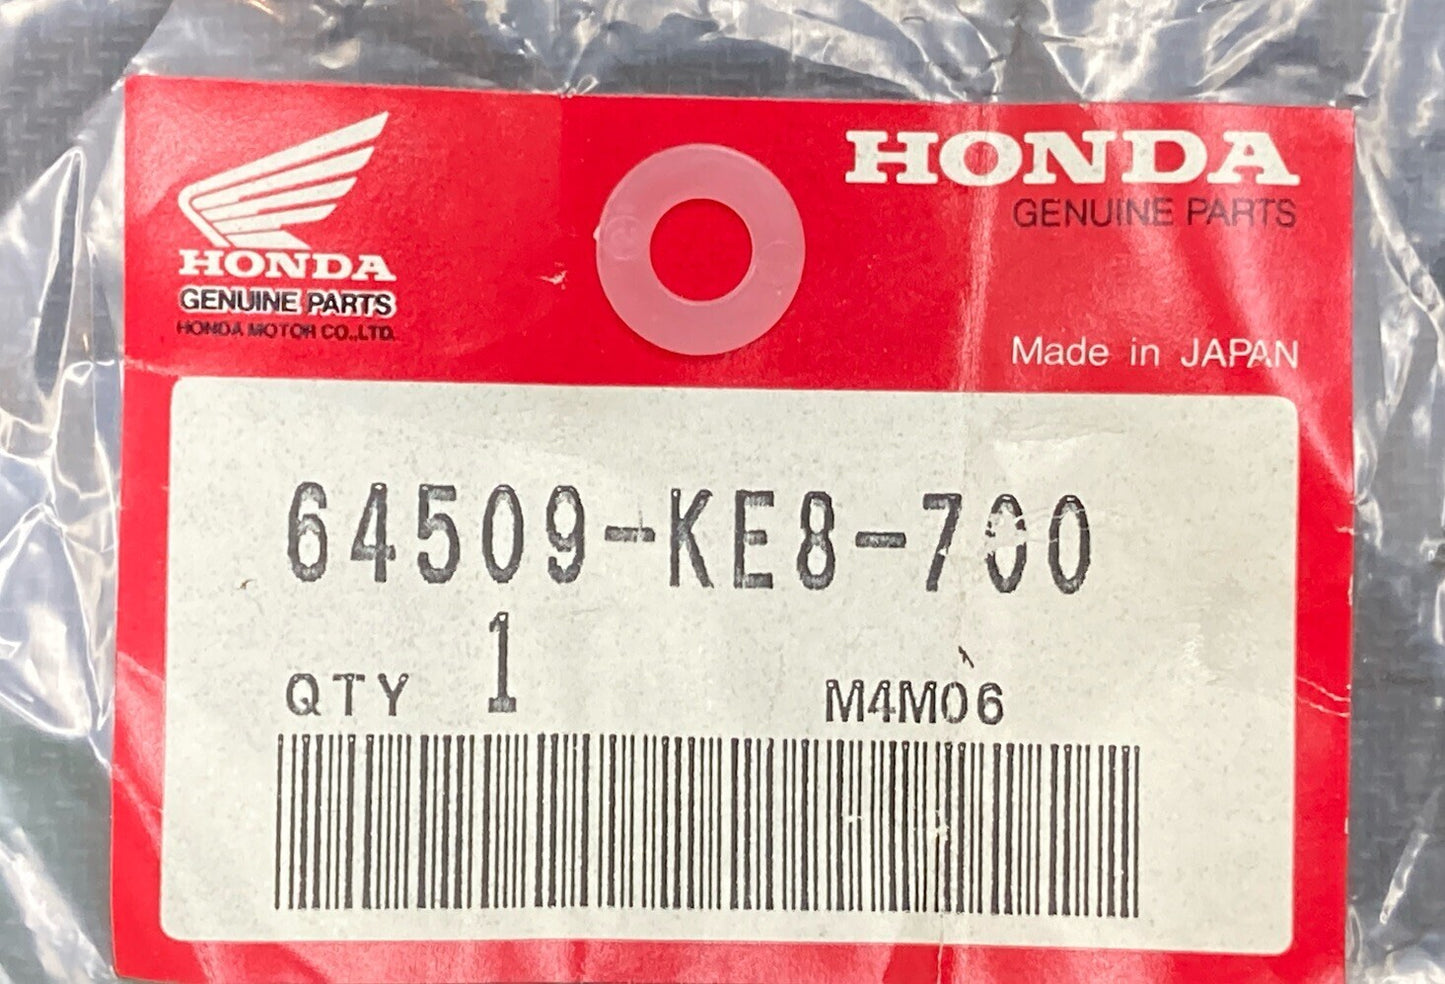 HONDA
GENUINE PARTS
HONDA MOTOR CO.,LTD.
HONDA
GENUINE PARTS
Made in JAPAN
64509-KE8-700
QTY 1 M4M06